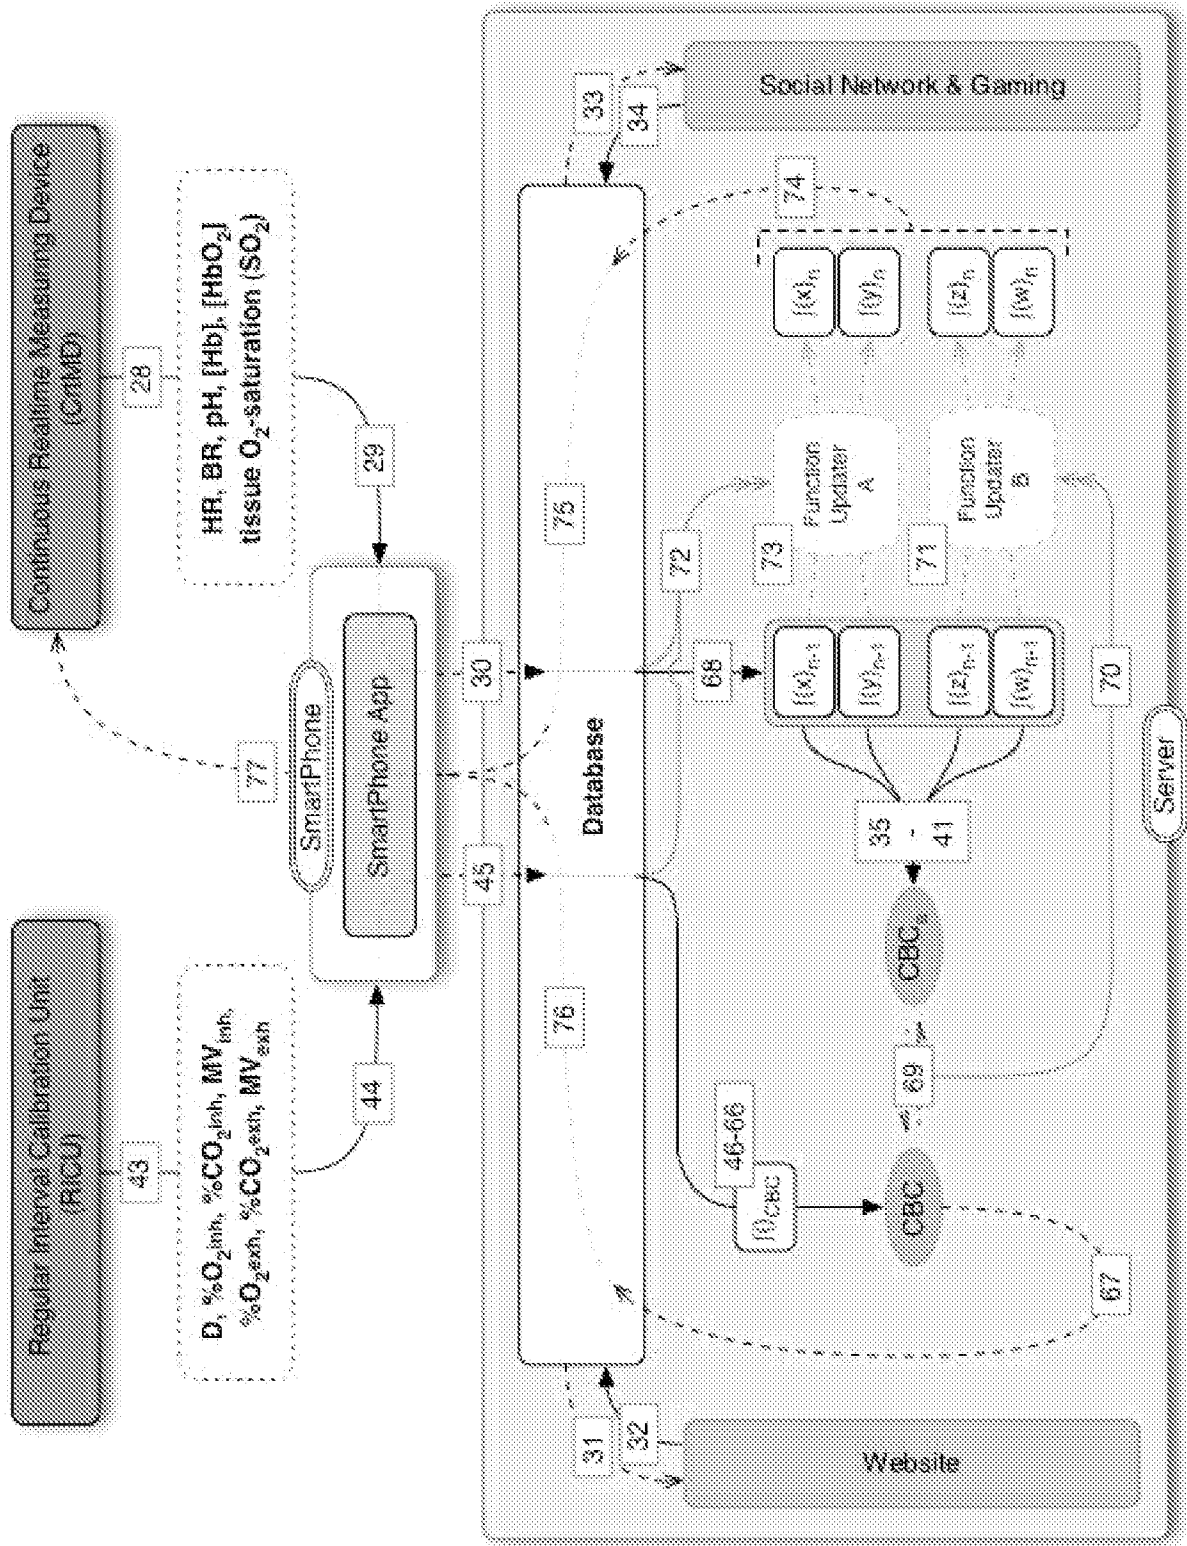 Regular Interval Calibration Unit
(RICU)
43
D, %O2inh, %CO2inh, MVinh,
%O2exh, %CO2exh, MVexh
44
Continuous Realtime Measuring Device
28
HR, BR, pH, [Hb], [HbO2]
tissue O2-saturation (SO2)
29
77
SmartPhone
SmartPhone App
45
30
31
32
33
34
Website
Social Network & Gaming
Database
76
75
74
72
68
46-66
∫(i)CBC
CBC
67
69
CBCs
35
-
41
∫(x)n-1
∫(y)n-1
∫(z)n-1
∫(w)n-1
73
Function
Updater
A
71
Function
Updater
B
70
∫(x)n
∫(y)n
∫(z)n
∫(w)n
Server